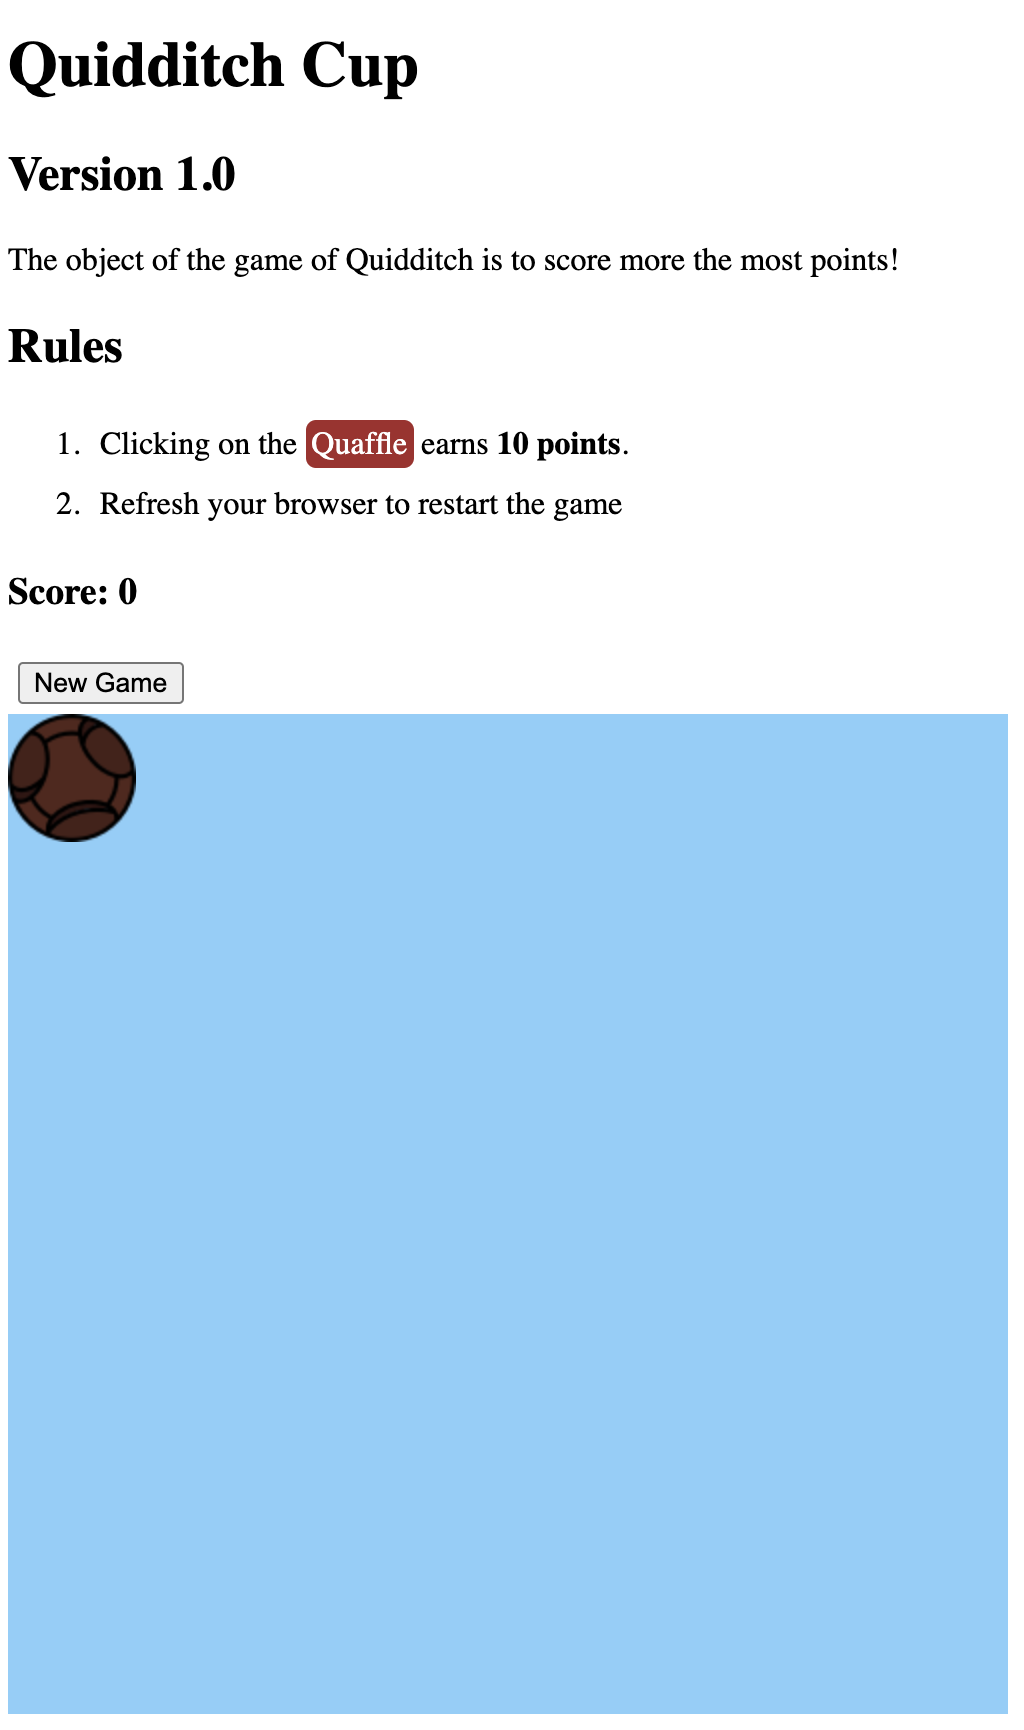 Quidditch Cup
Version 1.0
The object of the game of Quidditch is to score more the most points!
Rules
1. Clicking on the Quaffle earns 10 points.
2. Refresh your browser to restart the game
Score: 0
New Game